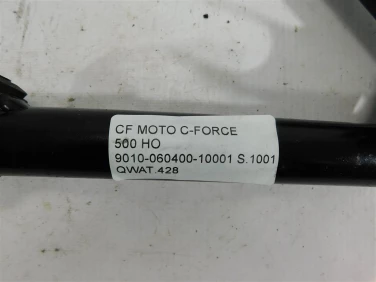 CF MOTO C-FORCE
500 HO
9010-060400-10001 S.1001
QWAT.428